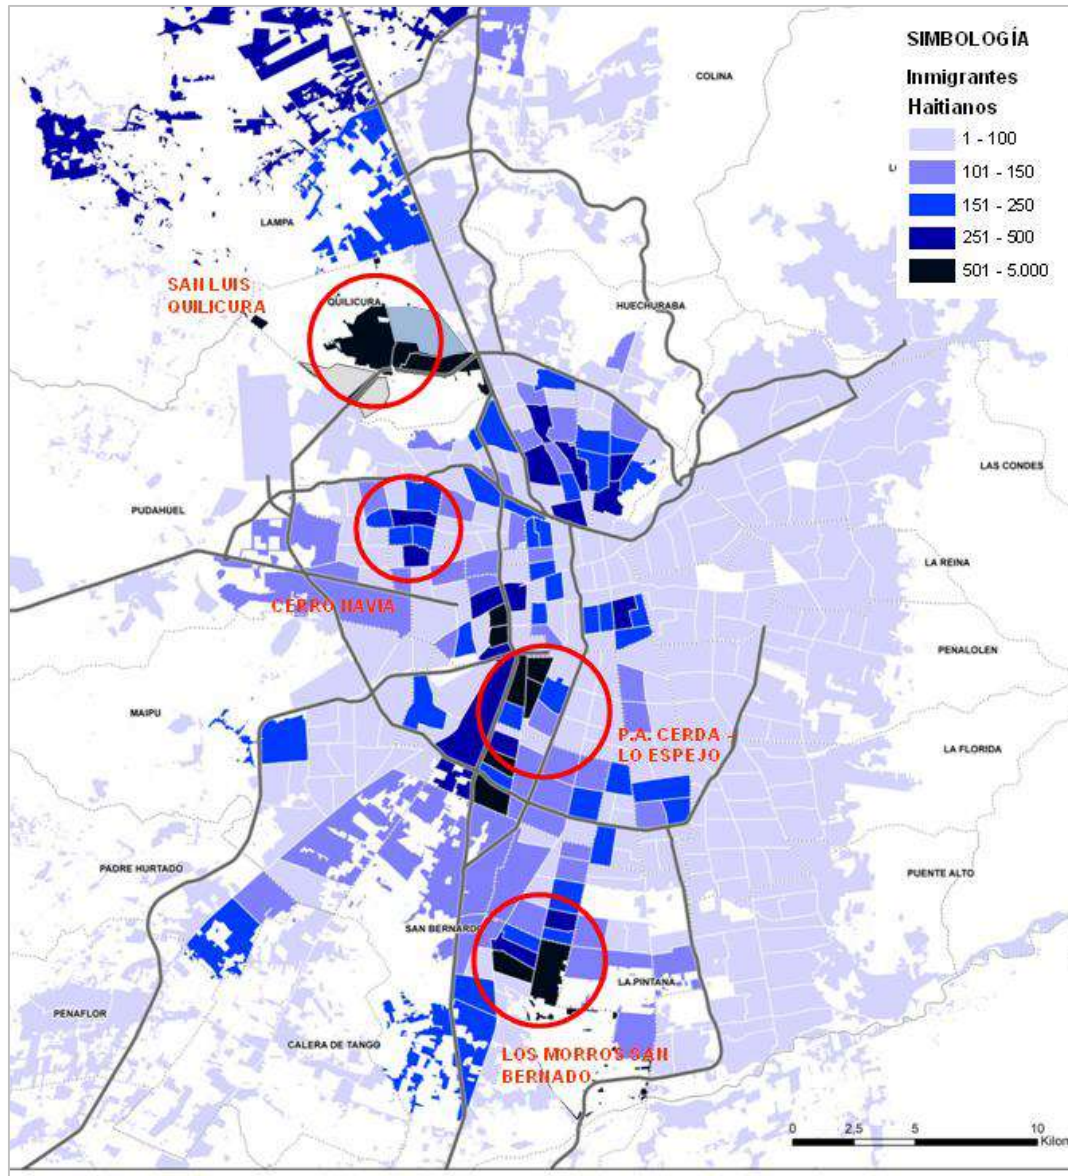 SIMBOLOGÍA
Inmigrantes
Haitianos
1 - 100
101 - 150
151 - 250
251 - 500
501 - 5.000
COLINA
LAMPA
SAN LUIS
QUILICURA
QUILICURA
HUECHURABA
LAS CONDES
PUDAHUEL
LA REINA
CERRO NAVIA
PEÑALOLEN
MAIPU
P.A. CERDA -
LO ESPEJO
LA FLORIDA
PADRE HURTADO
PUENTE ALTO
SAN BERNARDO
LA PINTANA
PEÑAFLOR
CALERA DE TANGO
LOS MORROS SAN
BERNADO
0 2,5 5 10